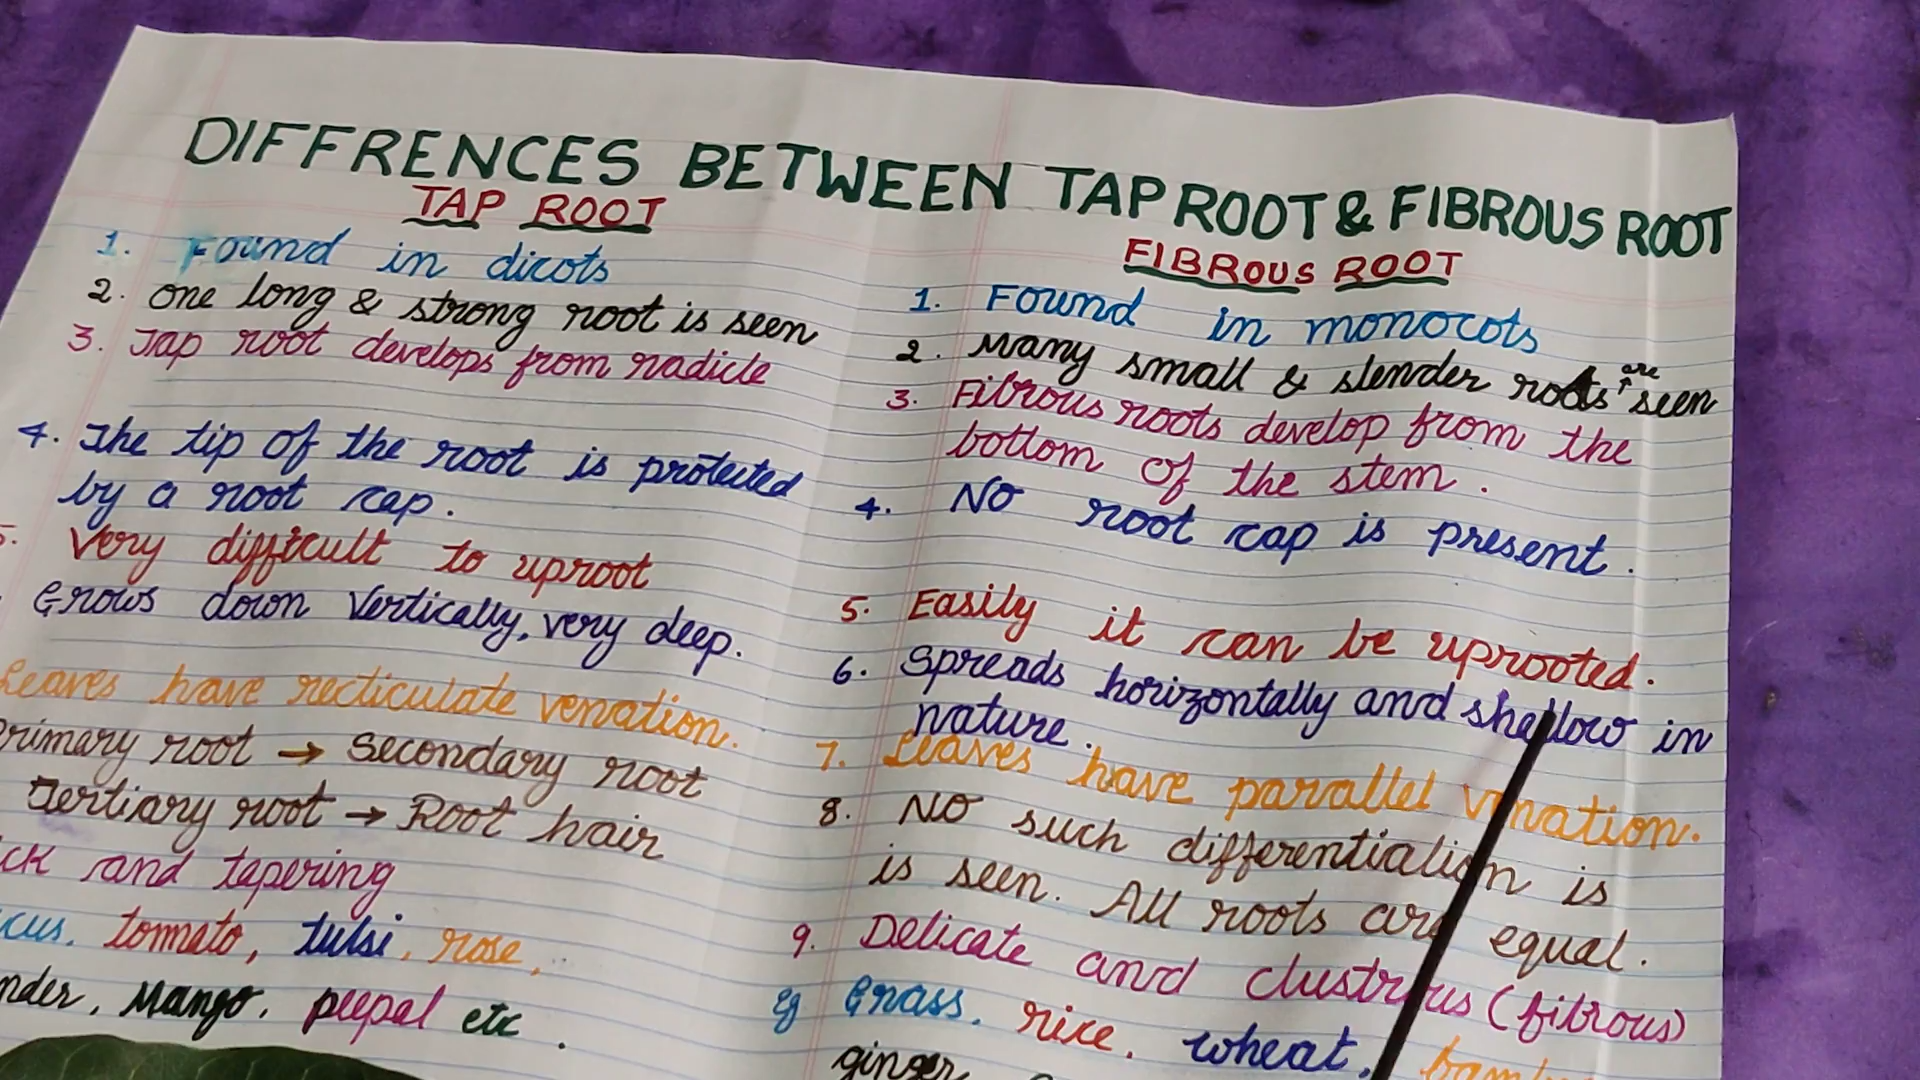 DIFFRENCES BETWEEN TAP ROOT & FIBROUS ROOT
TAP ROOT
1. Found in dicots
2. One long & strong root is seen
3. Tap root develops from radicle
4. The tip of the root is protected
by a root cap.
5. Very difficult to uproot
Grows down Vertically, very deep.
Leaves have recticulate venation.
Primary root → Secondary root
Tertiary root → Root hair
and tapering
tomato, tulsi, rose,
Mango, peepal etc.
FIBROUS ROOT
1. Found in monocots
2. Many small & slender roots are seen
3. Fibrous roots develop from the
bottom of the stem.
4. No root cap is present.
5. Easily it can be uprooted.
6. Spreads horizontally and shallow in
nature.
7. Leaves have parallel venation.
8. No such differentiation is
is seen. All roots are equal.
9. Delicate and clustrous (fibrous)
Eg Grass, rice, wheat,
ginger